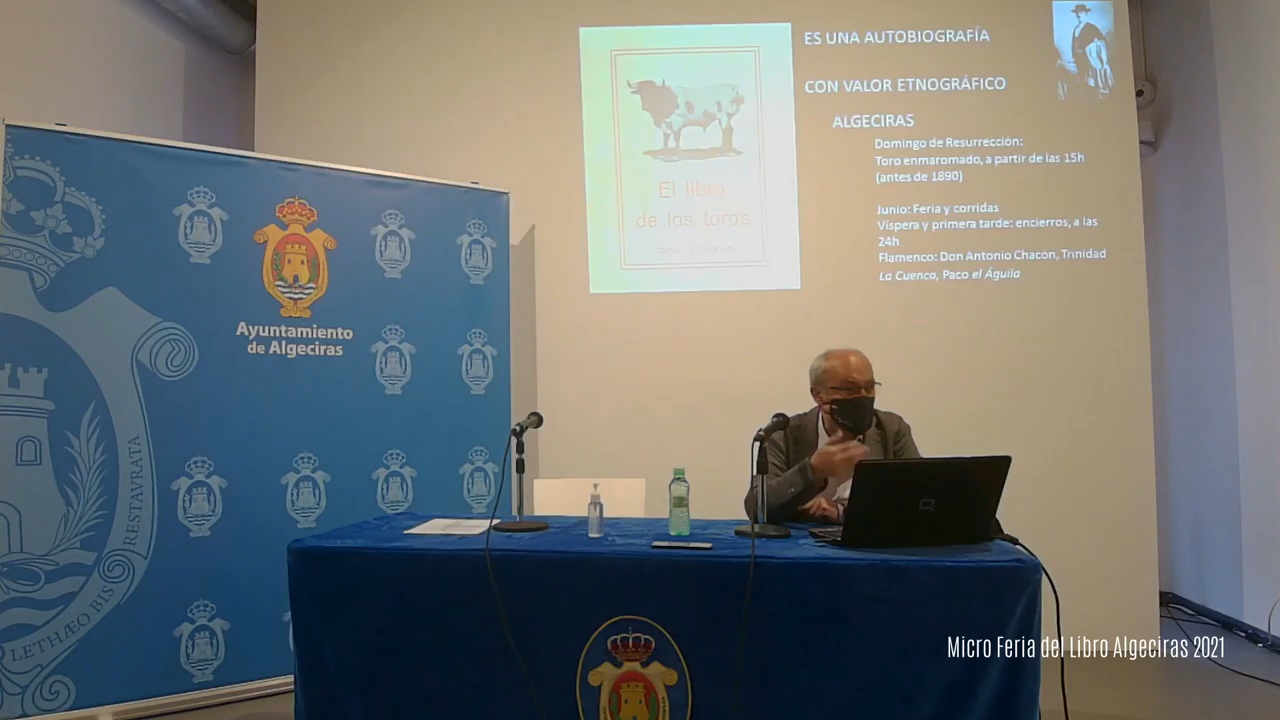 ES UNA AUTOBIOGRAFÍA
CON VALOR ETNOGRÁFICO
ALGECIRAS
Domingo de Resurrección:
Toro enmaromado, a partir de las 15h
(antes de 1890)
Junio: Feria y corridas
Víspera y primera tarde: encierros, a las
24h
Flamenco: Don Antonio Chacón, Trinidad
La Cuenca, Paco el Águila
El libro
de los toros
Ayuntamiento
de Algeciras
LETHÆO BIS RESTAVRATA
Micro Feria del Libro Algeciras 2021